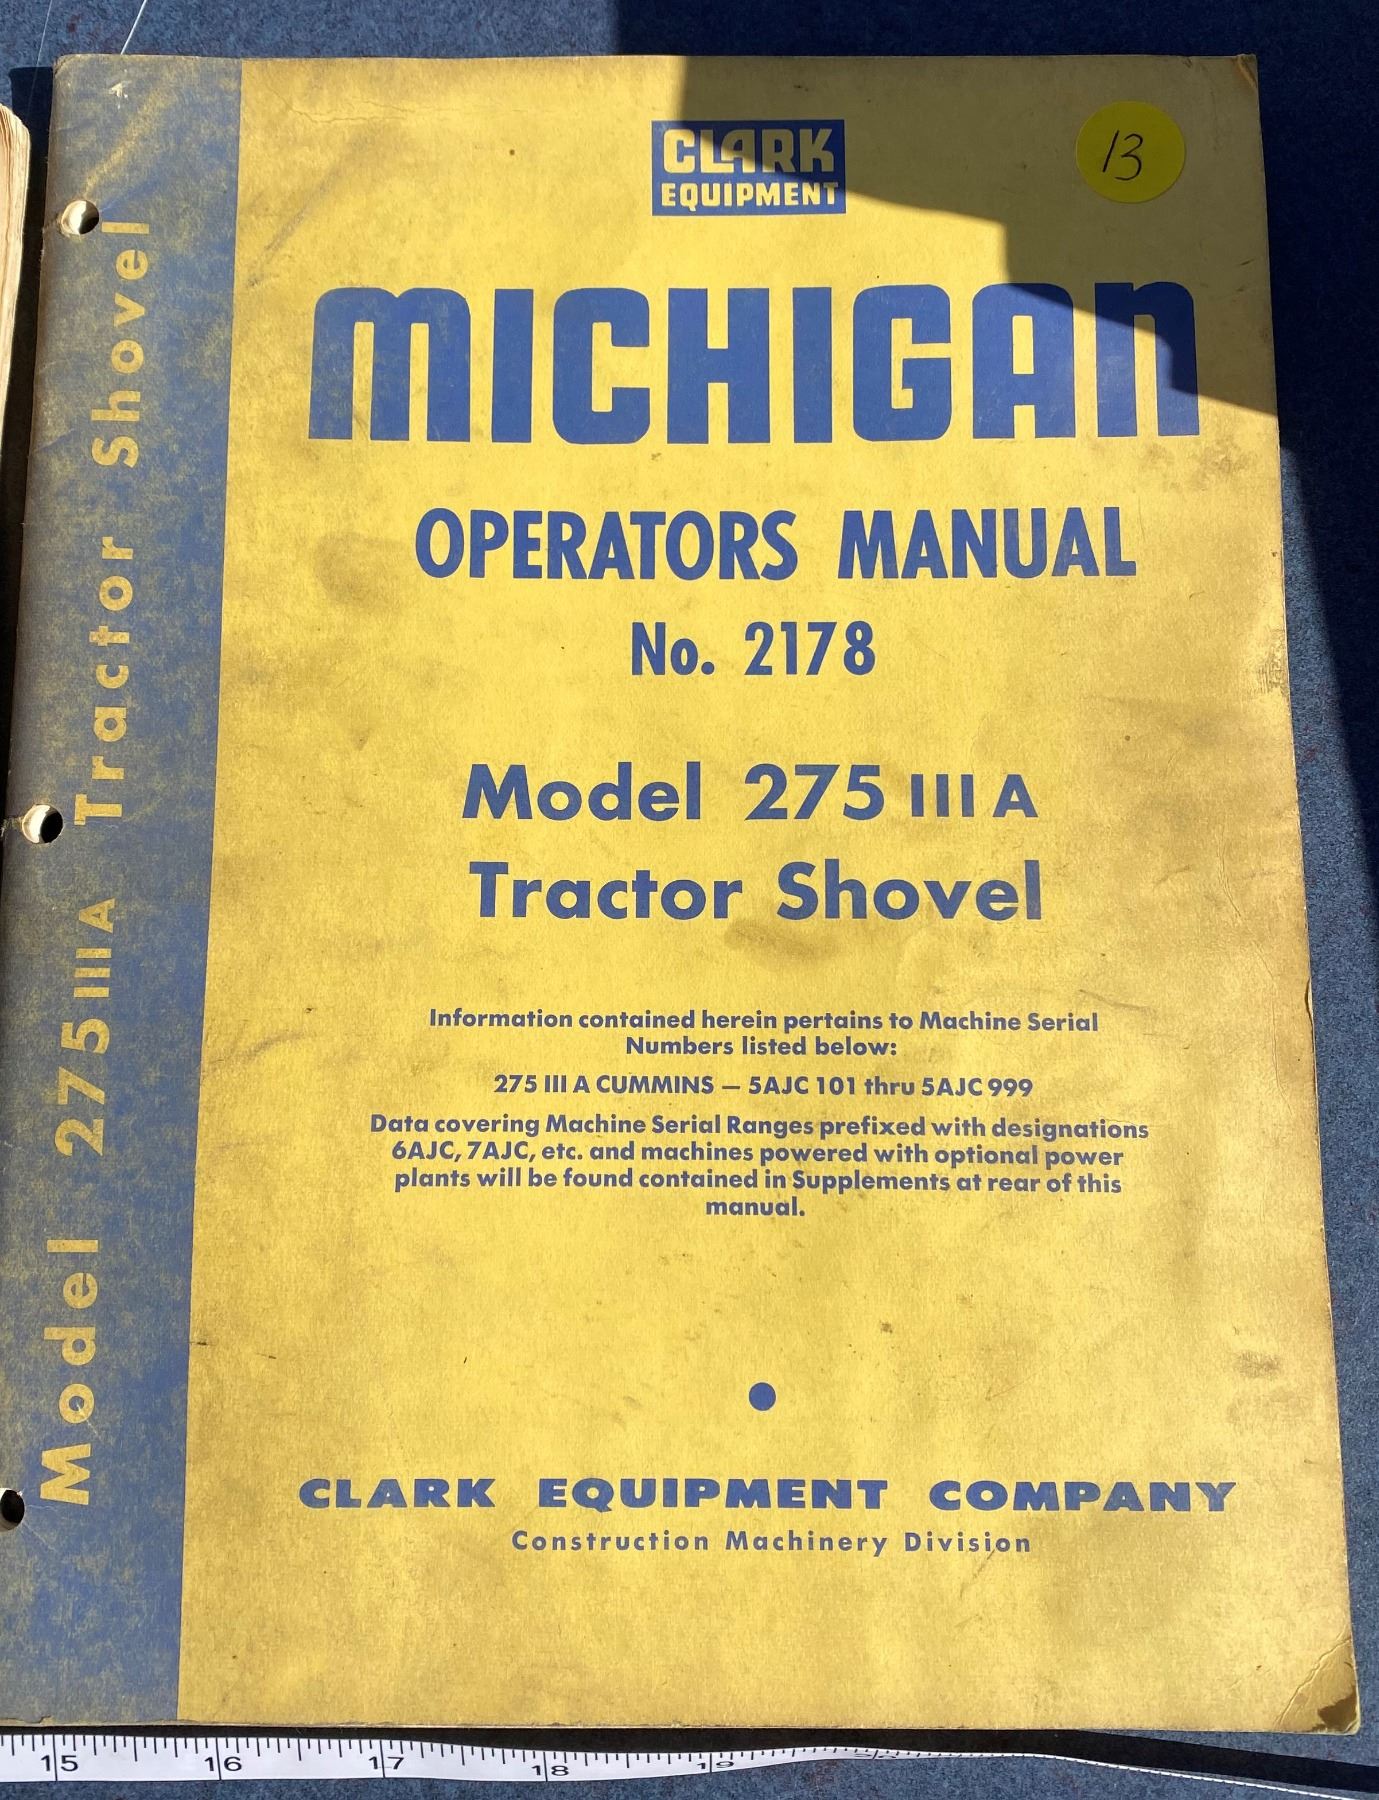 CLARK
EQUIPMENT
13
MICHIGAN
OPERATORS MANUAL
No. 2178
Model 275 III A
Tractor Shovel
Information contained herein pertains to Machine Serial
Numbers listed below:
275 III A CUMMINS — 5AJC 101 thru 5AJC 999
Data covering Machine Serial Ranges prefixed with designations
6AJC, 7AJC, etc. and machines powered with optional power
plants will be found contained in Supplements at rear of this
manual.
CLARK EQUIPMENT COMPANY
Construction Machinery Division
Model 275 III A Tractor Shovel
15 16 17 18 19